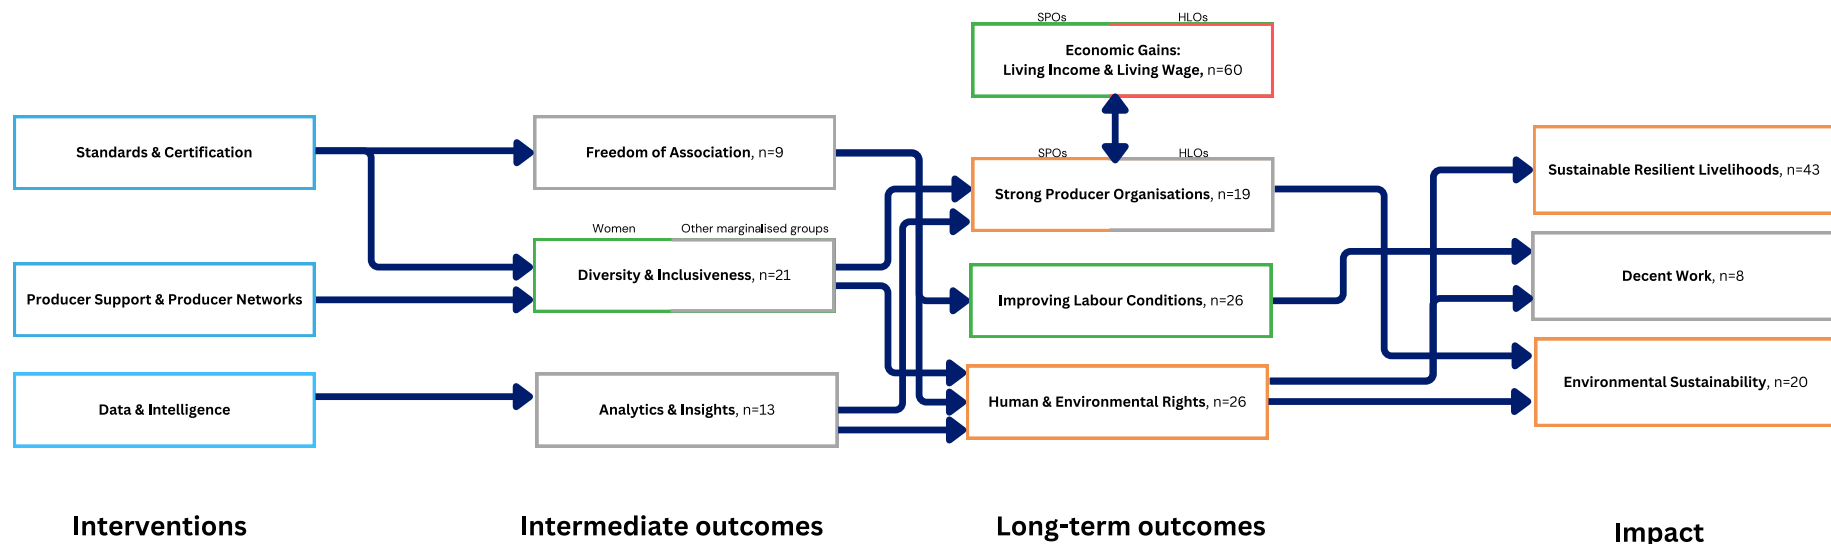 SPOs
HLOs
Economic Gains:
Living Income & Living Wage, n=60
Standards & Certification
Freedom of Association, n=9
SPOs
HLOs
Strong Producer Organisations, n=19
Sustainable Resilient Livelihoods, n=43
Women
Other marginalised groups
Diversity & Inclusiveness, n=21
Producer Support & Producer Networks
Improving Labour Conditions, n=26
Decent Work, n=8
Data & Intelligence
Analytics & Insights, n=13
Human & Environmental Rights, n=26
Environmental Sustainability, n=20
Interventions
Intermediate outcomes
Long-term outcomes
Impact